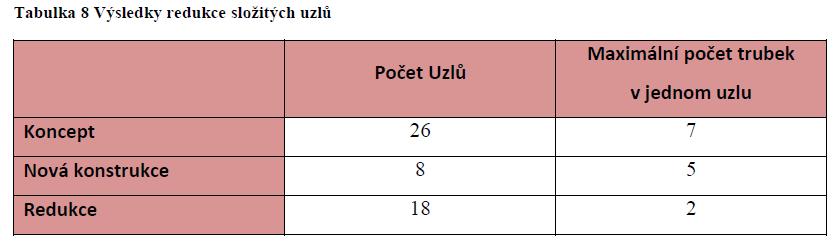 Tabulka 8 Výsledky redukce složitých uzlů
Počet Uzlů
Maximální počet trubek
v jednom uzlu
Koncept 26 7
Nová konstrukce 8 5
Redukce 18 2